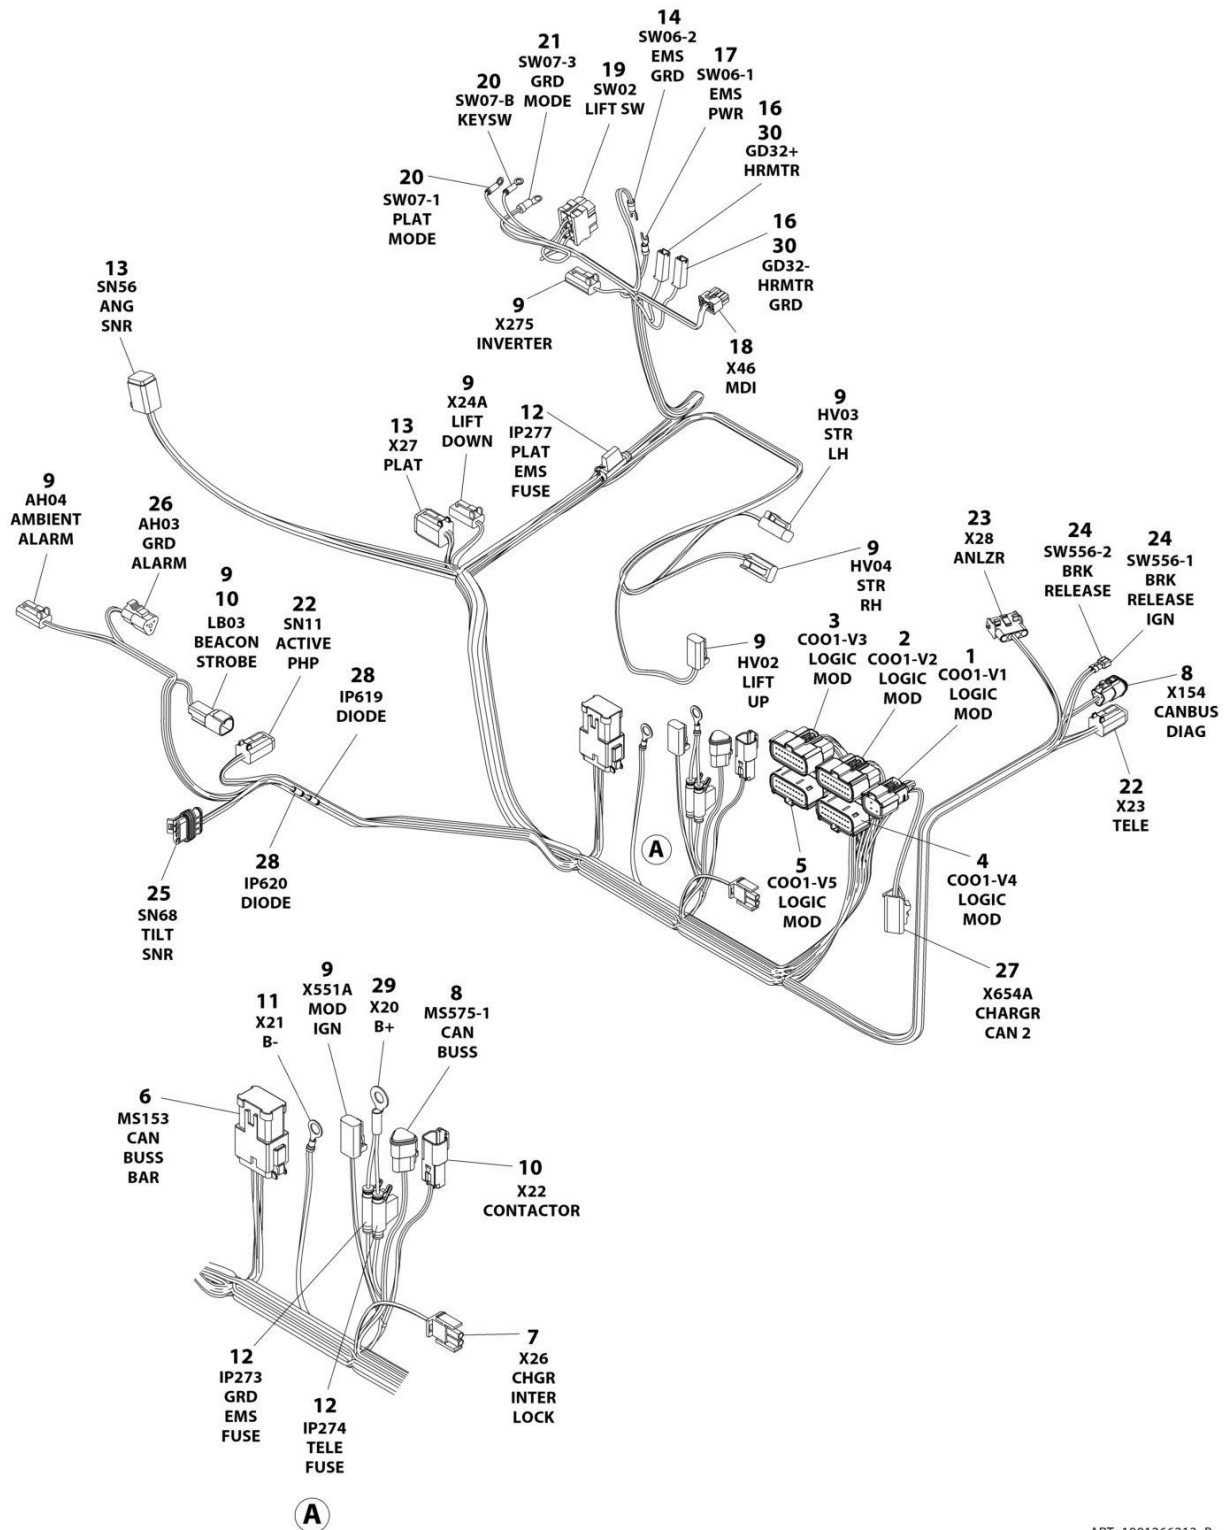 14
SW06-2
EMS
GRD
21
SW07-3
GRD
MODE
17
SW06-1
EMS
PWR
19
SW02
LIFT SW
20
SW07-B
KEYSW
16
30
GD32+
HRMTR
20
SW07-1
PLAT
MODE
16
30
GD32-
HRMTR
GRD
13
SN56
ANG
SNR
9
X275
INVERTER
18
X46
MDI
9
X24A
LIFT
DOWN
12
IP277
PLAT
EMS
FUSE
9
HV03
STR
LH
13
X27
PLAT
9
AH04
AMBIENT
ALARM
26
AH03
GRD
ALARM
23
X28
ANLZR
24
SW556-2
BRK
RELEASE
24
SW556-1
BRK
RELEASE
IGN
9
HV04
STR
RH
9
10
LB03
BEACON
STROBE
22
SN11
ACTIVE
PHP
3
COO1-V3
LOGIC
MOD
2
COO1-V2
LOGIC
MOD
1
COO1-V1
LOGIC
MOD
9
HV02
LIFT
UP
8
X154
CANBUS
DIAG
28
IP619
DIODE
22
X23
TELE
A
25
SN68
TILT
SNR
28
IP620
DIODE
5
COO1-V5
LOGIC
MOD
4
COO1-V4
LOGIC
MOD
27
X654A
CHARGR
CAN 2
9
X551A
MOD
IGN
29
X20
B+
8
MS575-1
CAN
BUSS
11
X21
B-
6
MS153
CAN
BUSS
BAR
10
X22
CONTACTOR
7
X26
CHGR
INTER
LOCK
12
IP273
GRD
EMS
FUSE
12
IP274
TELE
FUSE
A